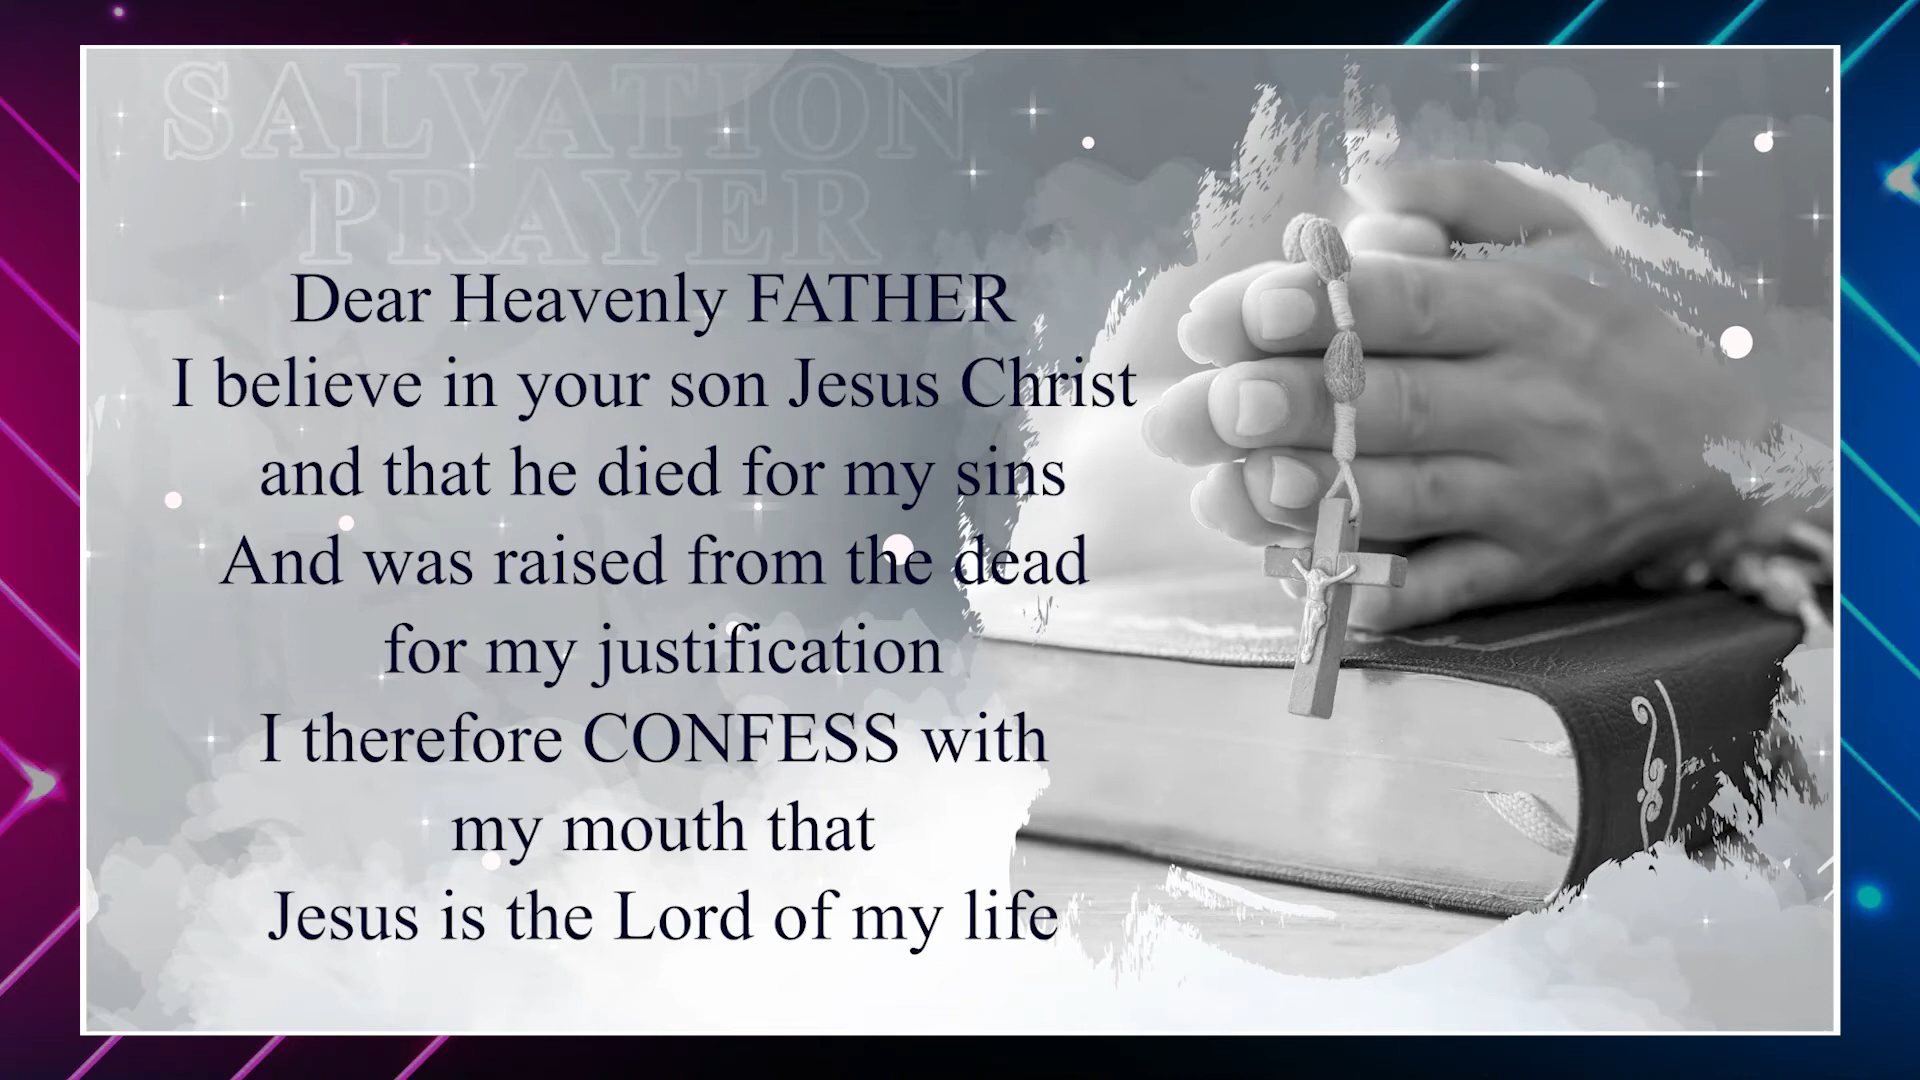 SALVATION
PRAYER
Dear Heavenly FATHER
I believe in your son Jesus Christ
and that he died for my sins
And was raised from the dead
for my justification
I therefore CONFESS with
my mouth that
Jesus is the Lord of my life